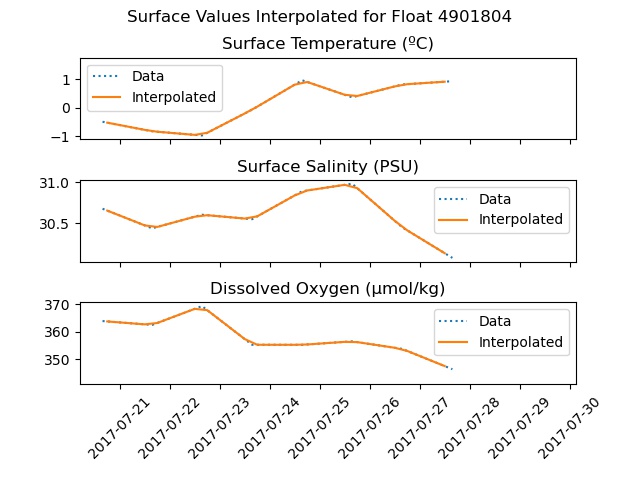 Surface Values Interpolated for Float 4901804
Surface Temperature (ºC)
1
0
−1
Data
Interpolated
Surface Salinity (PSU)
31.0
30.5
Data
Interpolated
Dissolved Oxygen (µmol/kg)
370
360
350
Data
Interpolated
2017-07-21
2017-07-22
2017-07-23
2017-07-24
2017-07-25
2017-07-26
2017-07-27
2017-07-28
2017-07-29
2017-07-30